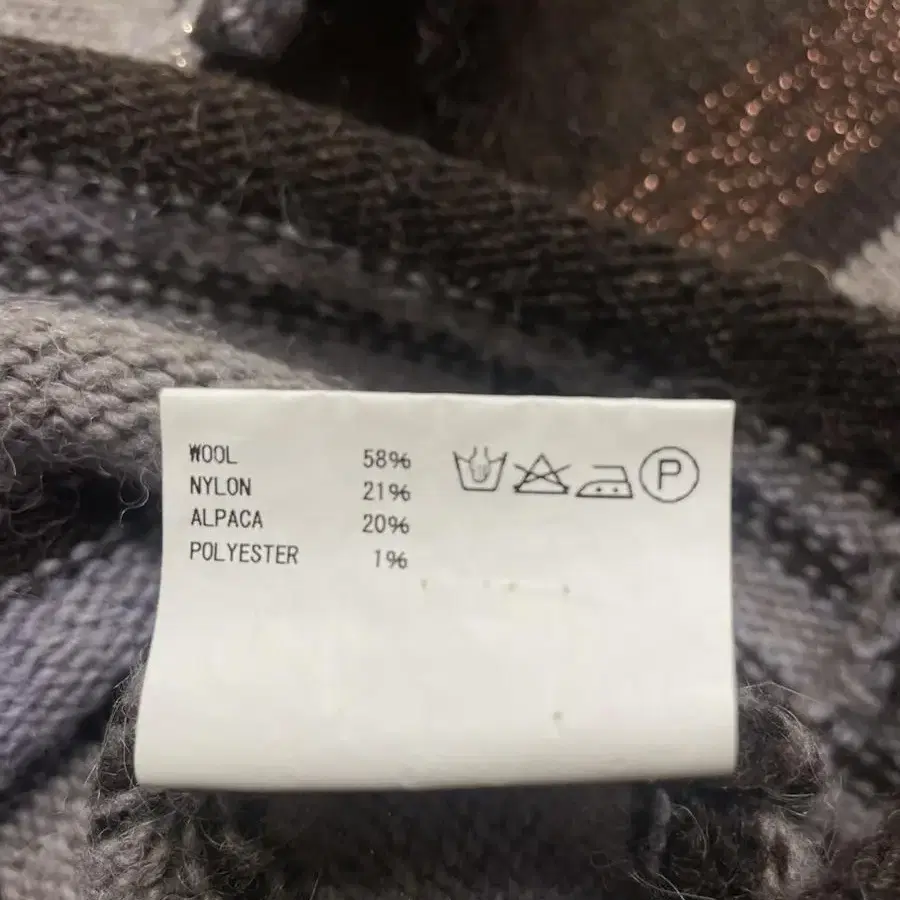 WOOL 58%
NYLON 21%
ALPACA 20%
POLYESTER 1%
P